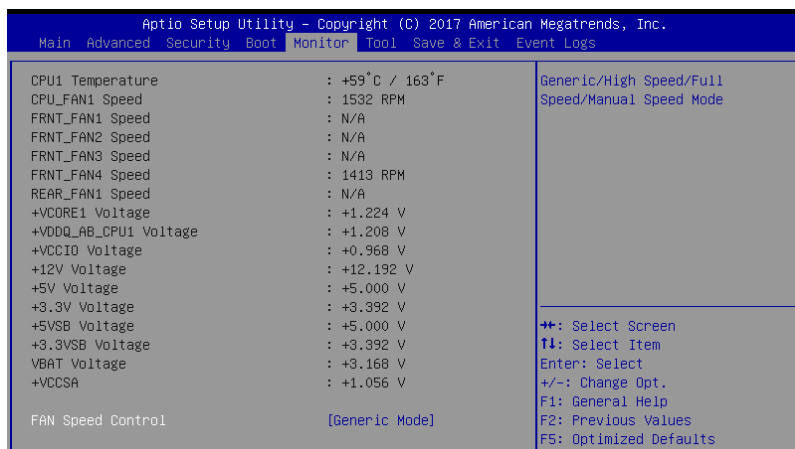 Aptio Setup Utility – Copyright (C) 2017 American Megatrends, Inc.
Main Advanced Security Boot Monitor Tool Save & Exit Event Logs
CPU1 Temperature : +59°C / 163°F
CPU_FAN1 Speed : 1532 RPM
FRNT_FAN1 Speed : N/A
FRNT_FAN2 Speed : N/A
FRNT_FAN3 Speed : N/A
FRNT_FAN4 Speed : 1413 RPM
REAR_FAN1 Speed : N/A
+VCORE1 Voltage : +1.224 V
+VDDQ_AB_CPU1 Voltage : +1.208 V
+VCCIO Voltage : +0.968 V
+12V Voltage : +12.192 V
+5V Voltage : +5.000 V
+3.3V Voltage : +3.392 V
+5VSB Voltage : +5.000 V
+3.3VSB Voltage : +3.392 V
VBAT Voltage : +3.168 V
+VCCSA : +1.056 V
FAN Speed Control [Generic Mode]
Generic/High Speed/Full
Speed/Manual Speed Mode
→←: Select Screen
↑↓: Select Item
Enter: Select
+/-: Change Opt.
F1: General Help
F2: Previous Values
F5: Optimized Defaults